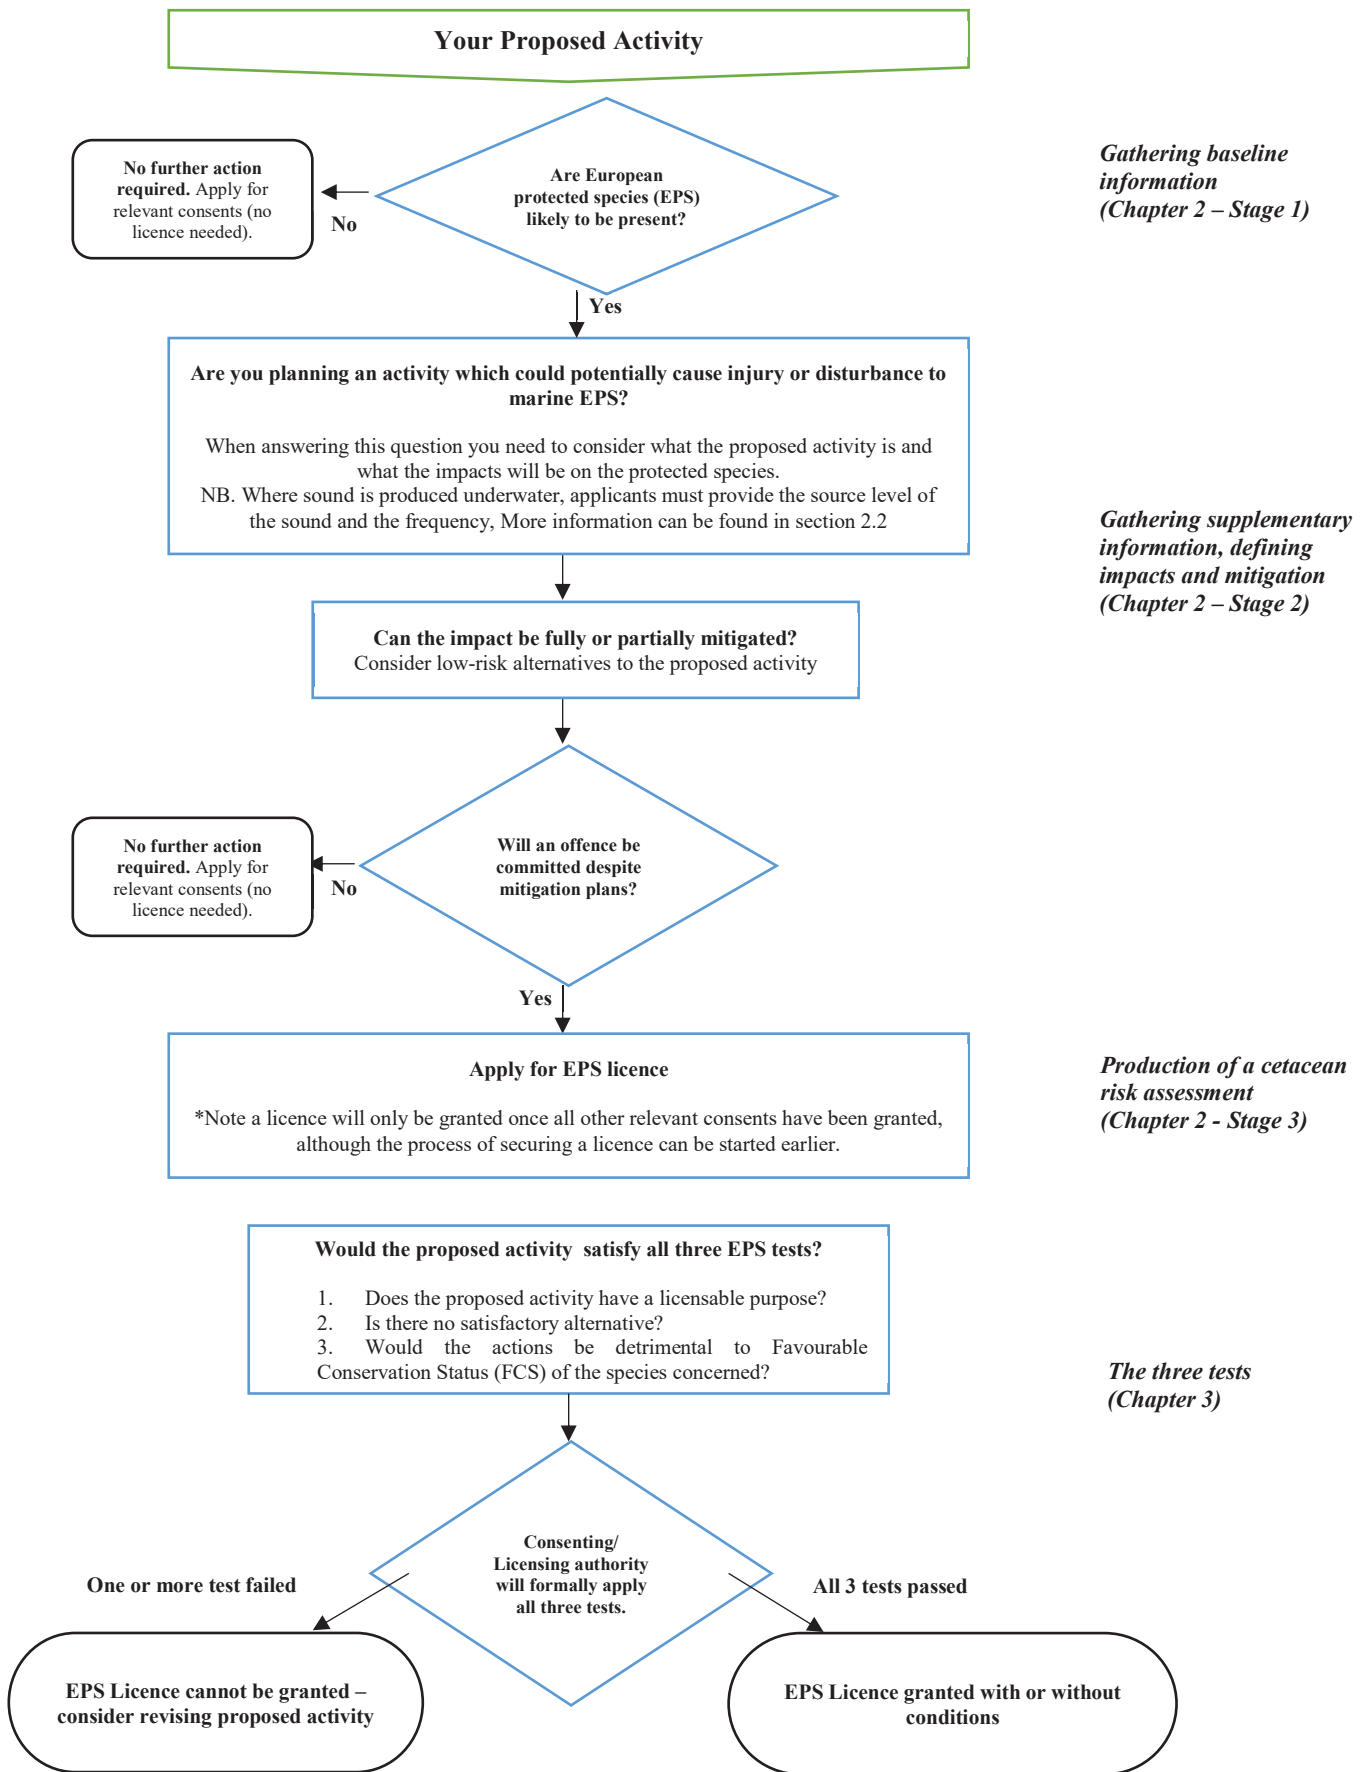 Your Proposed Activity
Are European
protected species (EPS)
likely to be present?
No further action
required. Apply for
relevant consents (no
licence needed).
No
Gathering baseline
information
(Chapter 2 – Stage 1)
Yes
Are you planning an activity which could potentially cause injury or disturbance to
marine EPS?
When answering this question you need to consider what the proposed activity is and
what the impacts will be on the protected species.
NB. Where sound is produced underwater, applicants must provide the source level of
the sound and the frequency, More information can be found in section 2.2
Gathering supplementary
information, defining
impacts and mitigation
(Chapter 2 – Stage 2)
Can the impact be fully or partially mitigated?
Consider low-risk alternatives to the proposed activity
Will an offence be
committed despite
mitigation plans?
No further action
required. Apply for
relevant consents (no
licence needed).
No
Yes
Apply for EPS licence
*Note a licence will only be granted once all other relevant consents have been granted,
although the process of securing a licence can be started earlier.
Production of a cetacean
risk assessment
(Chapter 2 - Stage 3)
Would the proposed activity  satisfy all three EPS tests?
1. Does the proposed activity have a licensable purpose?
2. Is there no satisfactory alternative?
3. Would the actions be detrimental to Favourable
Conservation Status (FCS) of the species concerned?
The three tests
(Chapter 3)
Consenting/
Licensing authority
will formally apply
all three tests.
One or more test failed
All 3 tests passed
EPS Licence cannot be granted –
consider revising proposed activity
EPS Licence granted with or without
conditions